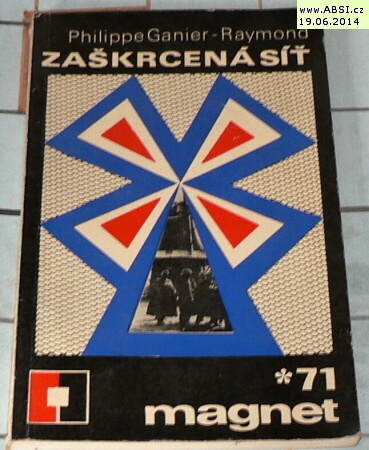 www.ABSI.cz
19.06.2014
Philippe Ganier-Raymond
ZAŠKRCENÁ SÍŤ
*71
magnet